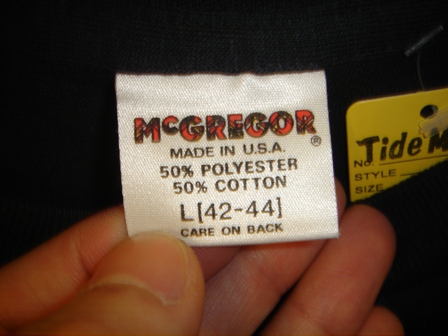 McGREGOR®
MADE IN U.S.A.
50% POLYESTER
50% COTTON
L [42-44]
CARE ON BACK
Tide
No.
STYLE
SIZE